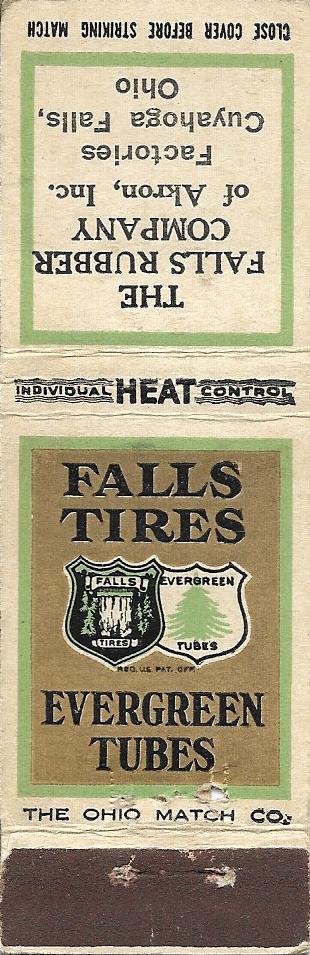 CLOSE COVER BEFORE STRIKING MATCH
THE
FALLS RUBBER
COMPANY
of Akron, Inc.
Factories
Cuyahoga Falls,
Ohio
INDIVIDUAL HEAT CONTROL
FALLS
TIRES
FALLS
TIRES
EVERGREEN
TUBES
REG. U.S. PAT. OFF.
EVERGREEN
TUBES
THE OHIO MATCH CO.